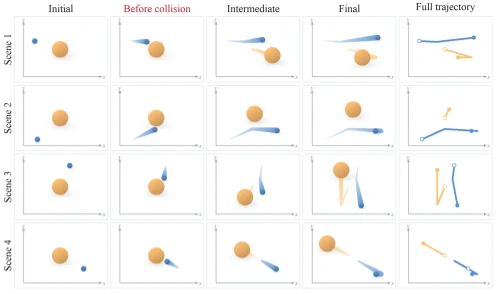 Initial Before collision Intermediate Final Full trajectory
Scene 1
Scene 2
Scene 3
Scene 4